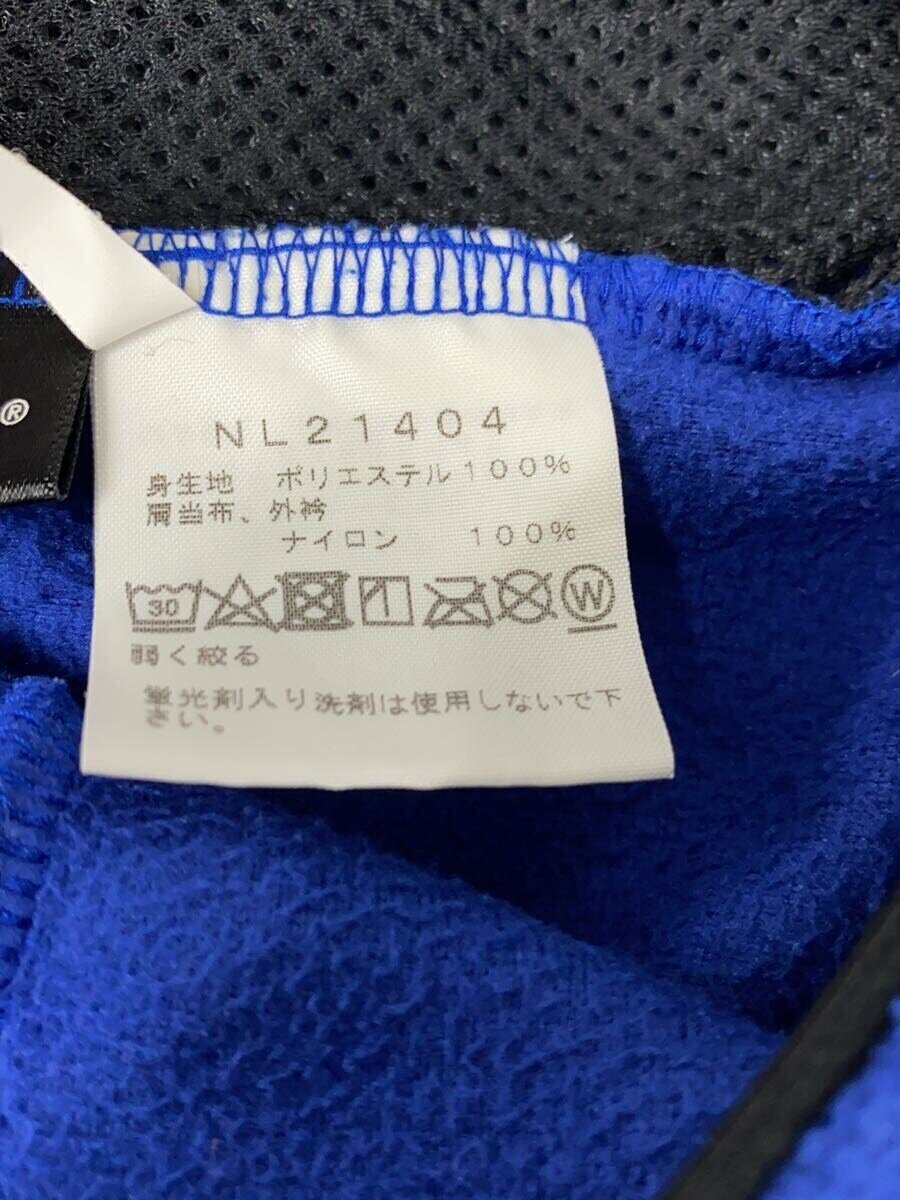 ®
NL21404
身生地 ポリエステル100%
肩当布、外衿
ナイロン 100%
30
W
弱く絞る
蛍光剤入り洗剤は使用しないで下
さい。